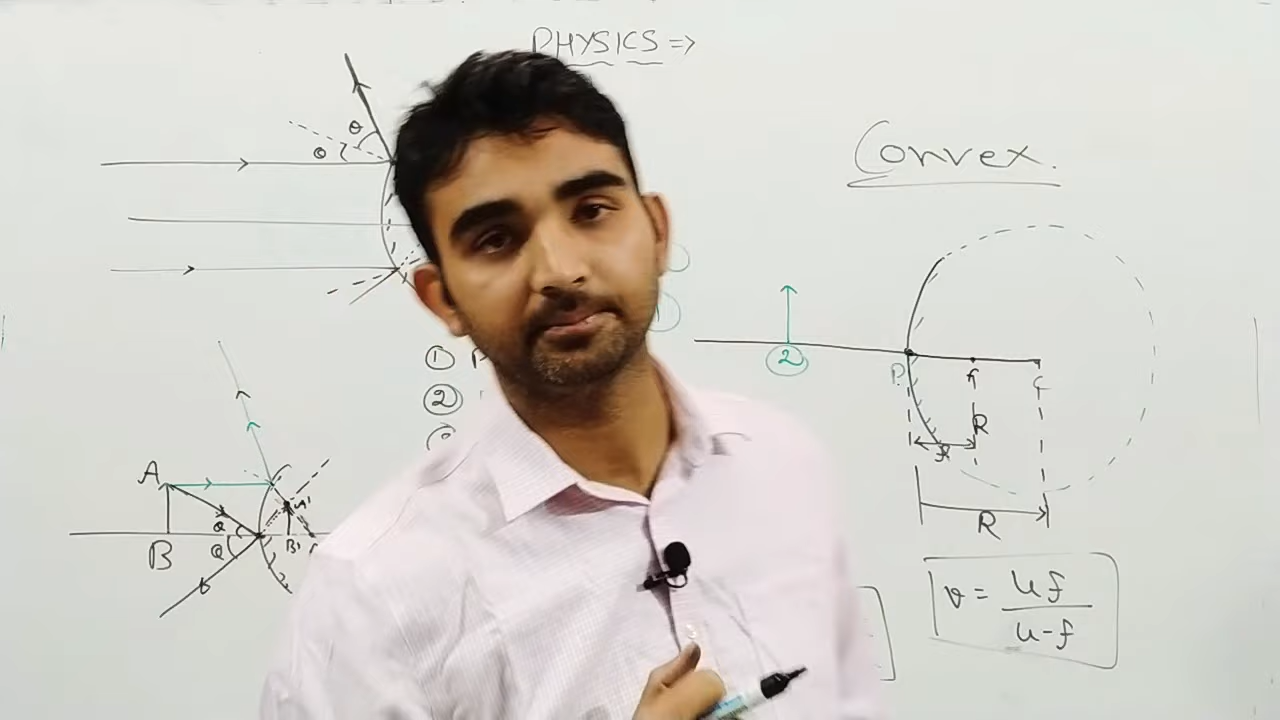 PHYSICS ⇒
Convex.
θ
θ
①
②
②
P
C
R
R
A
θ
θ
B
B'
v = uf / u-f